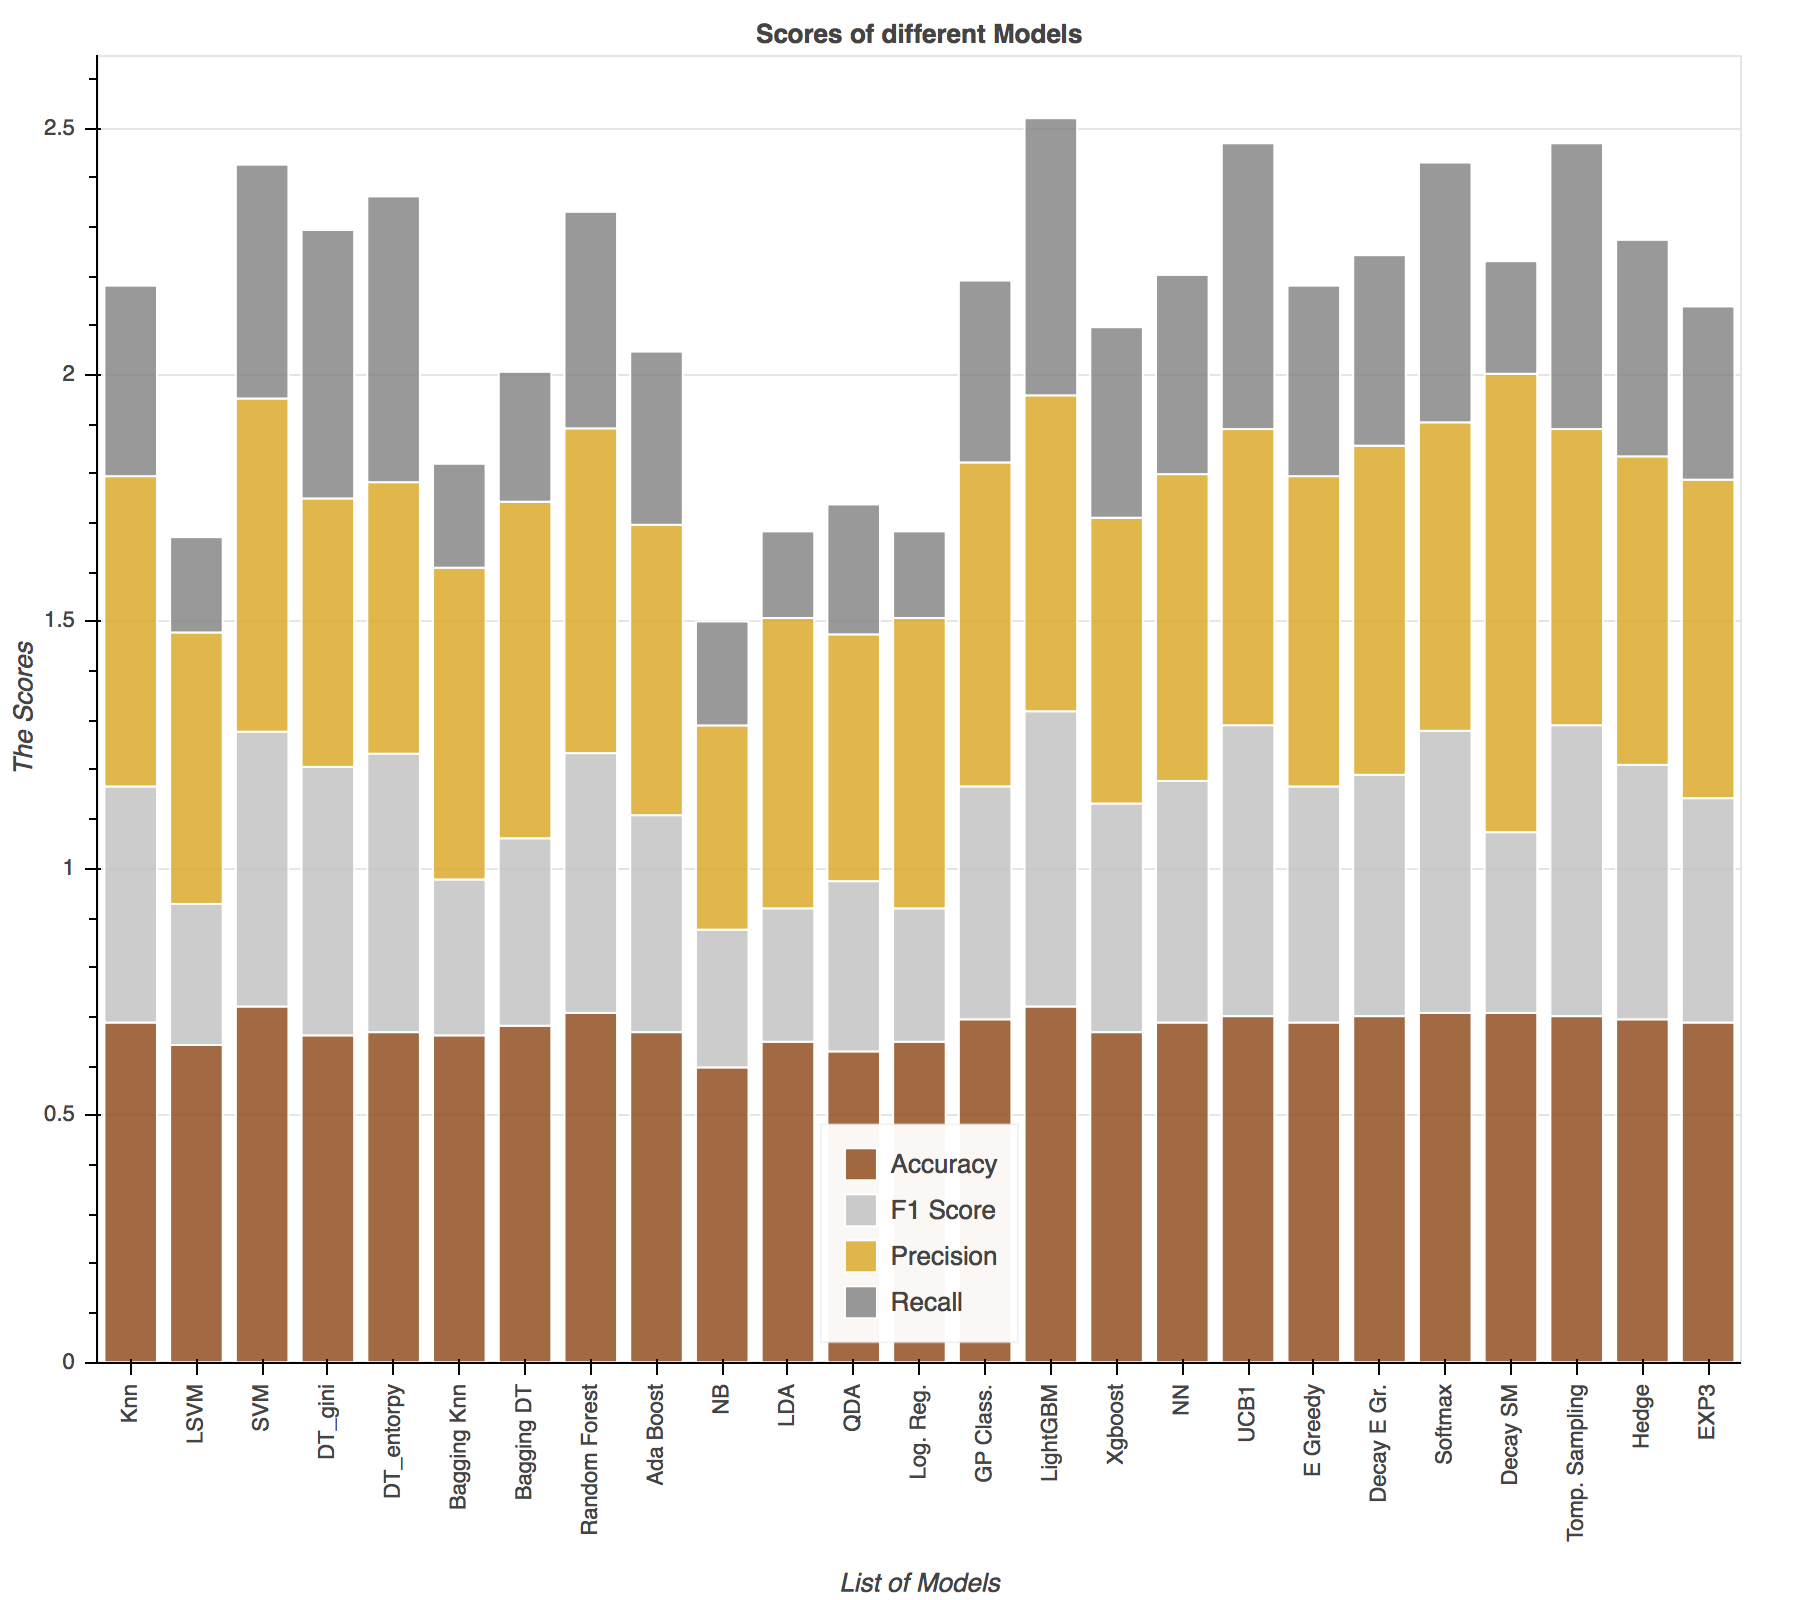 Scores of different Models
2.5
2
1.5
1
0.5
0
The Scores
Accuracy
F1 Score
Precision
Recall
Knn
LSVM
SVM
DT_gini
DT_entorpy
Bagging Knn
Bagging DT
Random Forest
Ada Boost
NB
LDA
QDA
Log. Reg.
GP Class.
LightGBM
Xgboost
NN
UCB1
E Greedy
Decay E Gr.
Softmax
Decay SM
Tomp. Sampling
Hedge
EXP3
List of Models